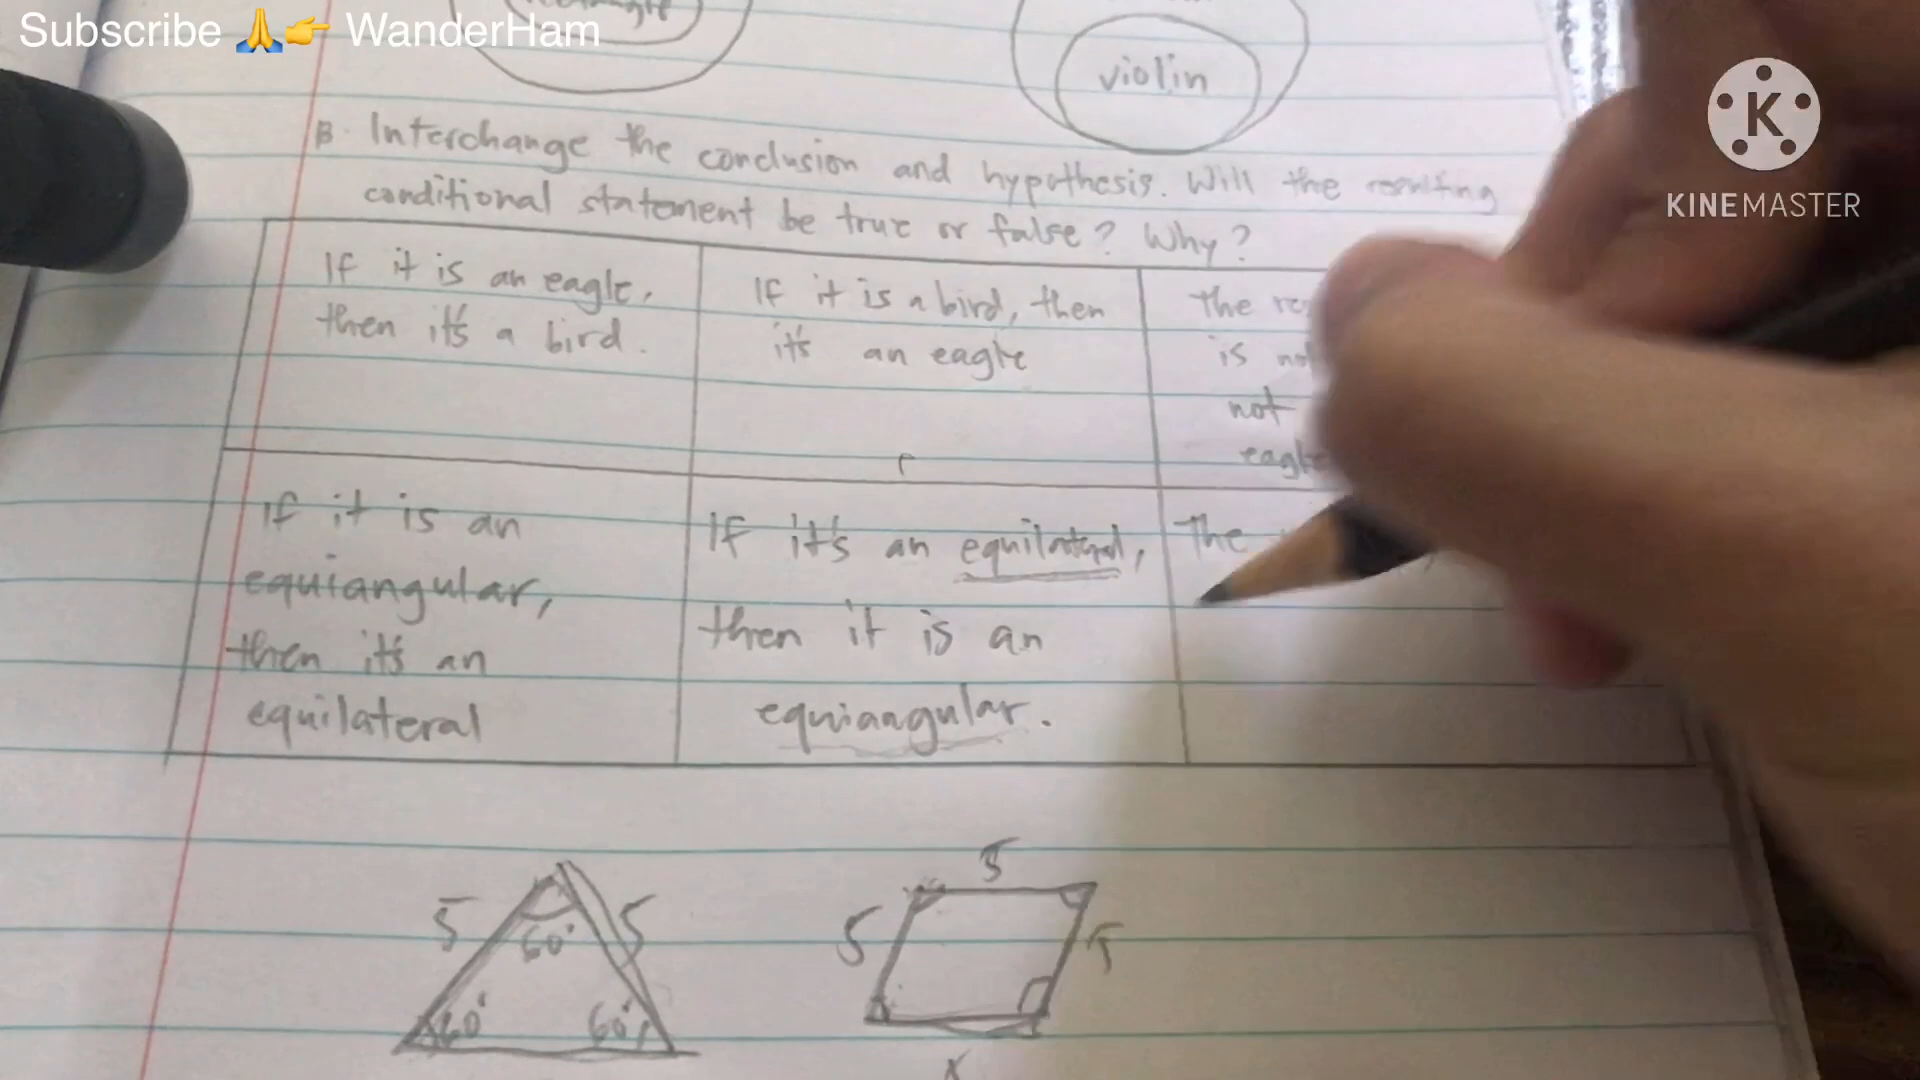 Subscribe 🙏👉 WanderHam
KINEMASTER
violin
B. Interchange the conclusion and hypothesis. Will the resulting
conditional statement be true or false? Why?
If it is an eagle,
then it's a bird.
If it is a bird, then
it's an eagle
The
is
not
eagle
If it is an
equiangular,
then it's an
equilateral
If it's an equilateral,
then it is an
equiangular.
The
5
5
60°
60°
60°
5
5
5